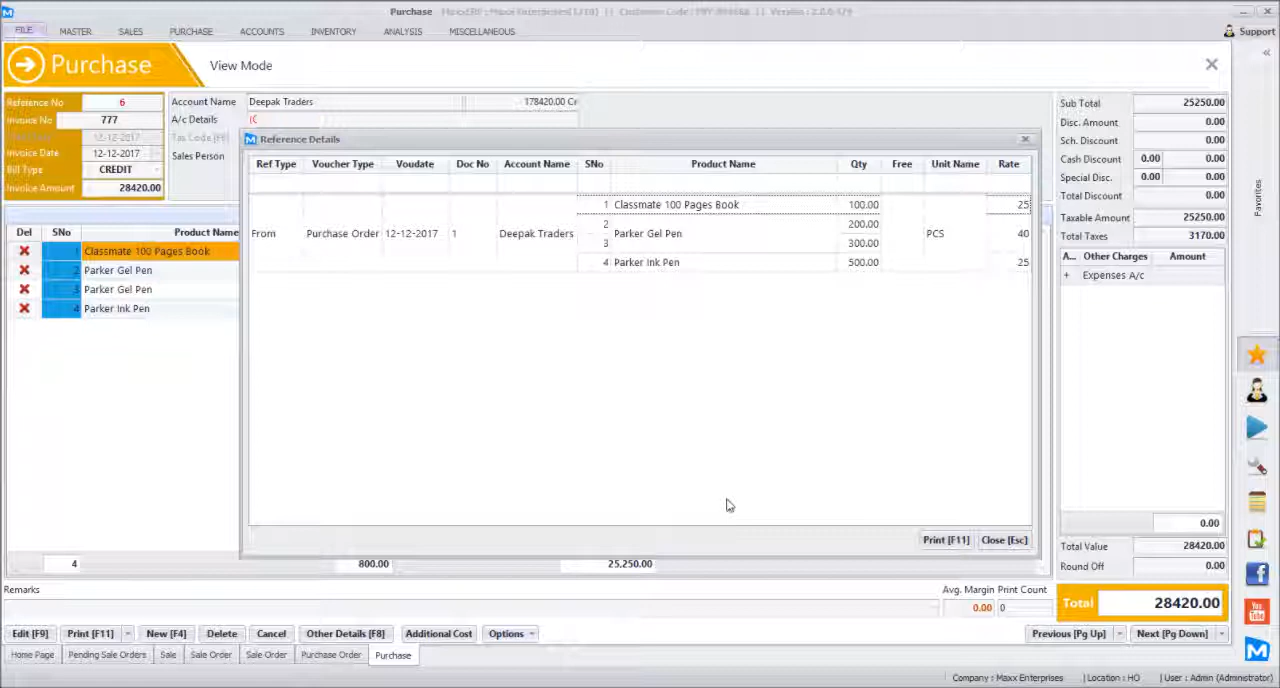 Purchase
FILE MASTER SALES PURCHASE ACCOUNTS INVENTORY ANALYSIS MISCELLANEOUS Support
Purchase View Mode
Reference No 6 Account Name Deepak Traders 178420.00 Cr
Invoice No 777 A/c Details
12-12-2017 Tax Code [F6]
Invoice Date 12-12-2017 Sales Person
Bill Type CREDIT
Invoice Amount 28420.00
Sub Total 25250.00
Disc. Amount 0.00
Sch. Discount 0.00
Cash Discount 0.00 0.00
Special Disc. 0.00 0.00
Total Discount 0.00
Taxable Amount 25250.00
Total Taxes 3170.00
A... Other Charges Amount
+ Expenses A/c
0.00
Total Value 28420.00
Round Off 0.00
Total 28420.00
Favorites
Reference Details
Ref Type Voucher Type Voudate Doc No Account Name SNo Product Name Qty Free Unit Name Rate
1 Classmate 100 Pages Book 100.00 25
2 200.00
From Purchase Order 12-12-2017 1 Deepak Traders Parker Gel Pen PCS 40
3 300.00
4 Parker Ink Pen 500.00 25
Print [F11] Close [Esc]
Del SNo Product Name
1 Classmate 100 Pages Book
2 Parker Gel Pen
3 Parker Gel Pen
4 Parker Ink Pen
4 800.00 25,250.00
Remarks Avg. Margin Print Count
0.00 0
Edit [F9] Print [F11] New [F4] Delete Cancel Other Details [F8] Additional Cost Options Previous [Pg Up] Next [Pg Down]
Home Page Pending Sale Orders Sale Sale Order Sale Order Purchase Order Purchase
You Tube
Company : Maxx Enterprises | Location : HO | User : Admin (Administrator)